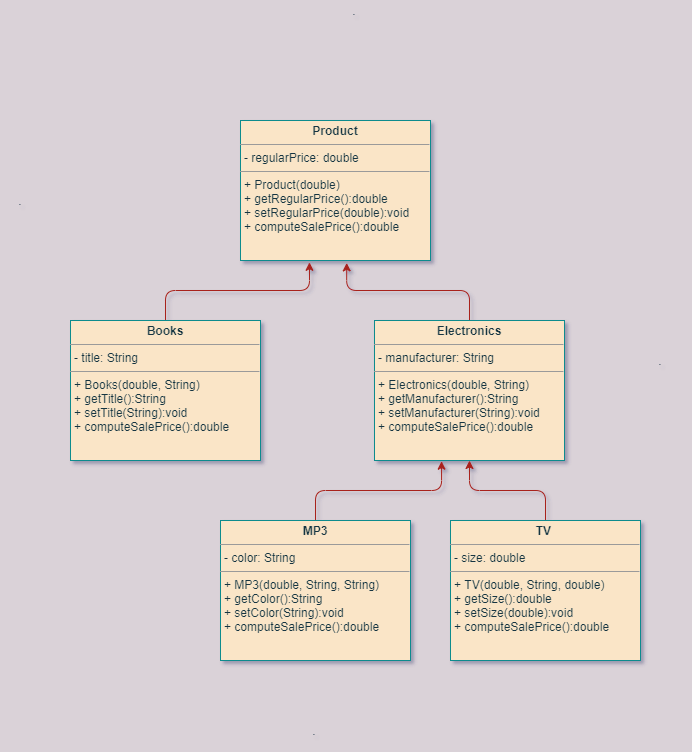 Product
- regularPrice: double
+ Product(double)
+ getRegularPrice():double
+ setRegularPrice(double):void
+ computeSalePrice():double
Books
- title: String
+ Books(double, String)
+ getTitle():String
+ setTitle(String):void
+ computeSalePrice():double
Electronics
- manufacturer: String
+ Electronics(double, String)
+ getManufacturer():String
+ setManufacturer(String):void
+ computeSalePrice():double
MP3
- color: String
+ MP3(double, String, String)
+ getColor():String
+ setColor(String):void
+ computeSalePrice():double
TV
- size: double
+ TV(double, String, double)
+ getSize():double
+ setSize(double):void
+ computeSalePrice():double